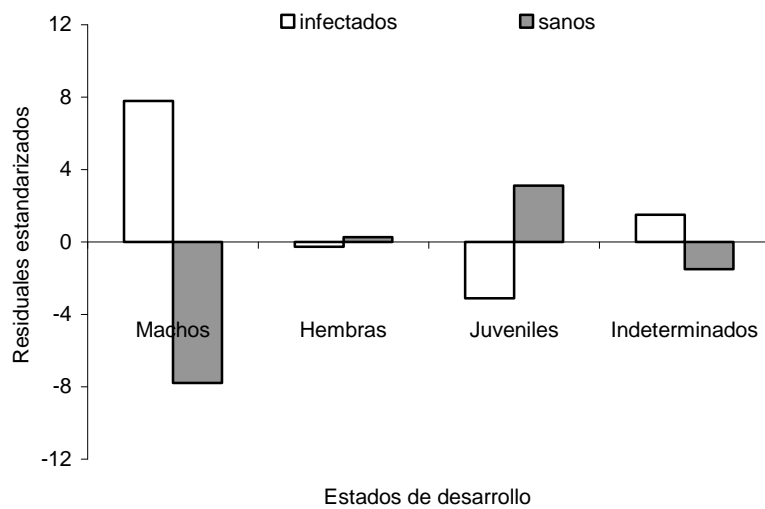 infectados sanos
12
8
4
0
-4
-8
-12
Residuales estandarizados
Machos Hembras Juveniles Indeterminados
Estados de desarrollo